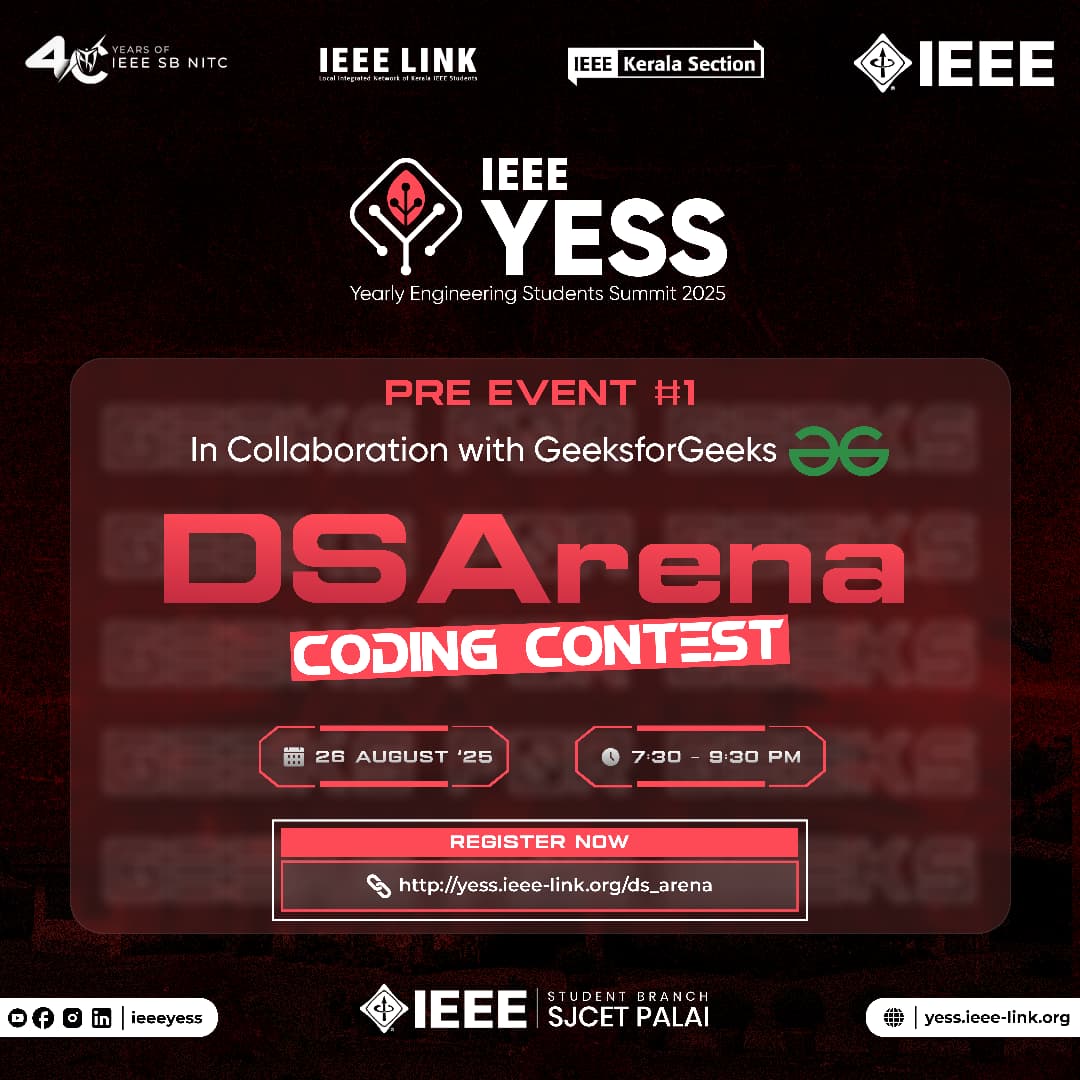 40 YEARS OF
IEEE SB NITC
IEEE LINK
Local Integrated Network of Kerala IEEE Students
IEEE Kerala Section
IEEE
IEEE
YESS
Yearly Engineering Students Summit 2025
PRE EVENT #1
In Collaboration with GeeksforGeeks
DSArena
CODING CONTEST
26 AUGUST ‘25
7:30 - 9:30 PM
REGISTER NOW
http://yess.ieee-link.org/ds_arena
ieeeyess
IEEE
STUDENT BRANCH
SJCET PALAI
yess.ieee-link.org